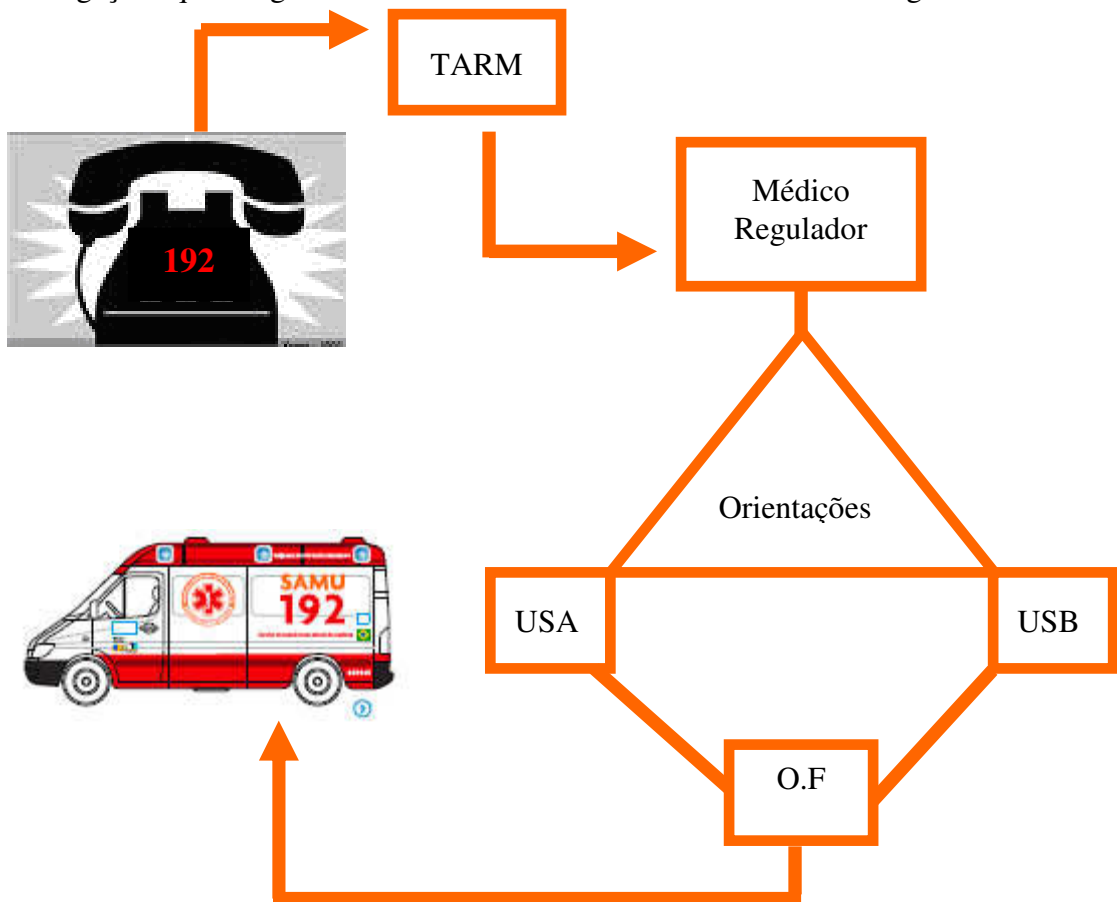 TARM
Médico
Regulador
192
Orientações
SAMU
192
USA
USB
O.F